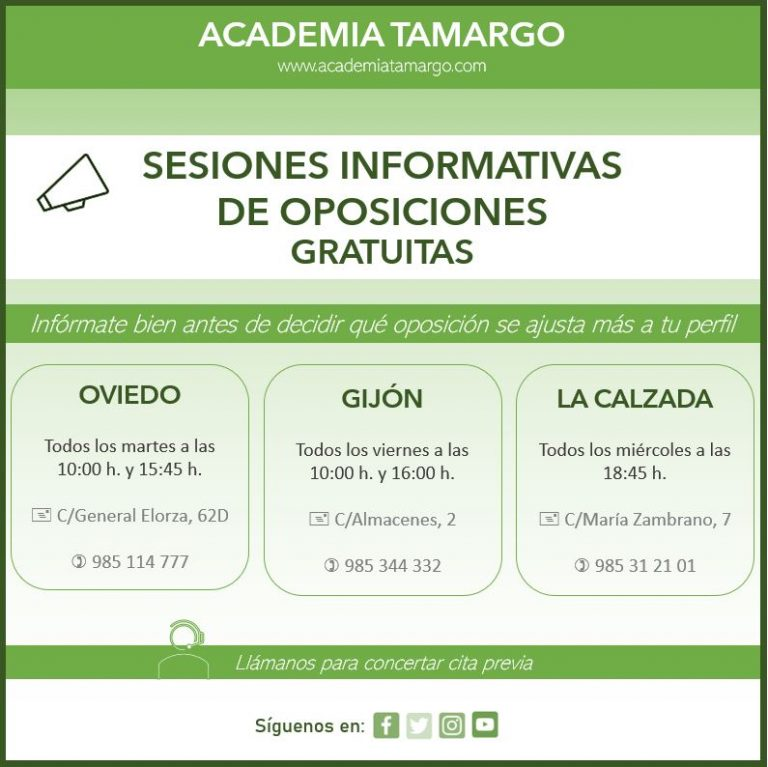 ACADEMIA TAMARGO
www.academiatamargo.com
SESIONES INFORMATIVAS
DE OPOSICIONES
GRATUITAS
Infórmate bien antes de decidir qué oposición se ajusta más a tu perfil
OVIEDO
Todos los martes a las
10:00 h. y 15:45 h.
C/General Elorza, 62D
985 114 777
GIJÓN
Todos los viernes a las
10:00 h. y 16:00 h.
C/Almacenes, 2
985 344 332
LA CALZADA
Todos los miércoles a las
18:45 h.
C/María Zambrano, 7
985 31 21 01
Llámanos para concertar cita previa
Síguenos en: